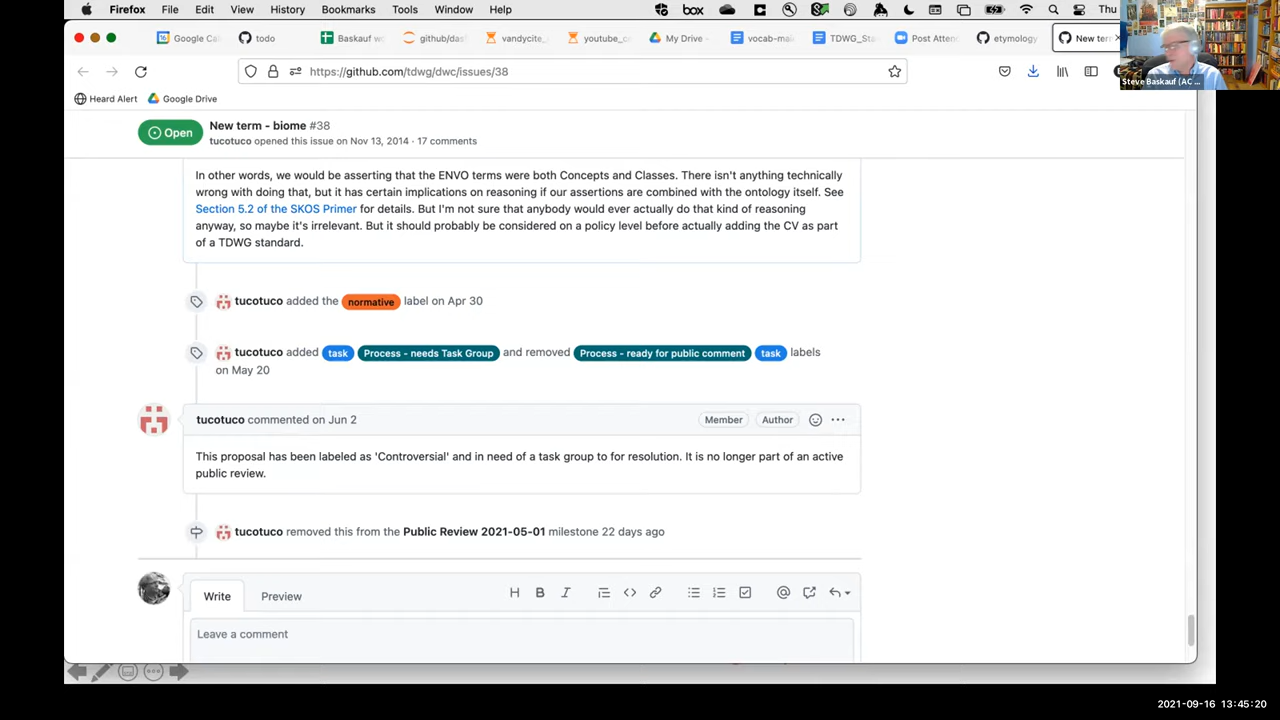 Firefox File Edit View History Bookmarks Tools Window Help box Thu
Google Cal todo Baskauf w github/das vandycite_ youtube_c My Drive - vocab-mai TDWG_Sta Post Atten etymology New term
https://github.com/tdwg/dwc/issues/38
Heard Alert Google Drive
Steve Baskauf (AC ...
Open New term - biome #38
tucotuco opened this issue on Nov 13, 2014 · 17 comments
In other words, we would be asserting that the ENVO terms were both Concepts and Classes. There isn't anything technically
wrong with doing that, but it has certain implications on reasoning if our assertions are combined with the ontology itself. See
Section 5.2 of the SKOS Primer for details. But I'm not sure that anybody would ever actually do that kind of reasoning
anyway, so maybe it's irrelevant. But it should probably be considered on a policy level before actually adding the CV as part
of a TDWG standard.
tucotuco added the normative label on Apr 30
tucotuco added task Process - needs Task Group and removed Process - ready for public comment task labels
on May 20
tucotuco commented on Jun 2 Member Author
This proposal has been labeled as 'Controversial' and in need of a task group to for resolution. It is no longer part of an active
public review.
tucotuco removed this from the Public Review 2021-05-01 milestone 22 days ago
Write Preview H B I @
Leave a comment
2021-09-16 13:45:20